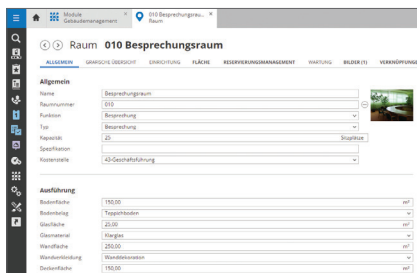 Module Gebäudemanagement × 010 Besprechungsrau... × Raum
Raum 010 Besprechungsraum
ALLGEMEIN GRAFISCHE ÜBERSICHT EINRICHTUNG FLÄCHE RESERVIERUNGSMANAGEMENT WARTUNG BILDER (1) VERKNÜPFUNGE
Allgemein
Name Besprechungsraum
Raumnummer 010
Funktion Besprechung
Typ Besprechung
Kapazität 25 Sitzplätze
Spezifikation
Kostenstelle 43-Geschäftsführung
Ausführung
Bodenfläche 150,00 m²
Bodenbelag Teppichboden
Glasfläche 25,00 m²
Glasmaterial Klarglas
Wandfläche 250,00 m²
Wandverkleidung Wanddekoration
Deckenfläche 150,00 m²